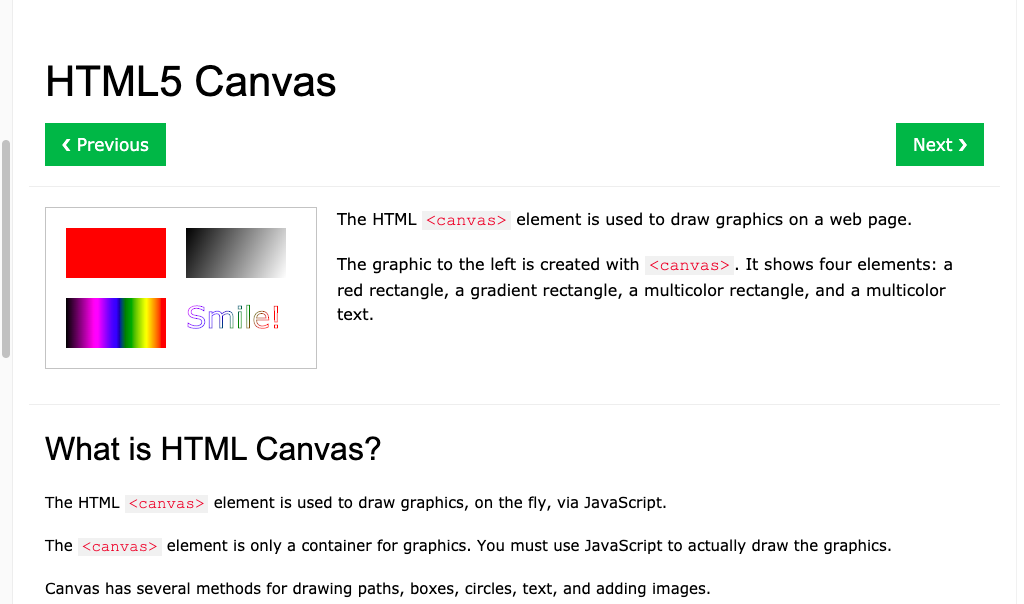 HTML5 Canvas
❮ Previous
Next ❯
Smile!
The HTML <canvas> element is used to draw graphics on a web page.
The graphic to the left is created with <canvas>. It shows four elements: a
red rectangle, a gradient rectangle, a multicolor rectangle, and a multicolor
text.
What is HTML Canvas?
The HTML <canvas> element is used to draw graphics, on the fly, via JavaScript.
The <canvas> element is only a container for graphics. You must use JavaScript to actually draw the graphics.
Canvas has several methods for drawing paths, boxes, circles, text, and adding images.